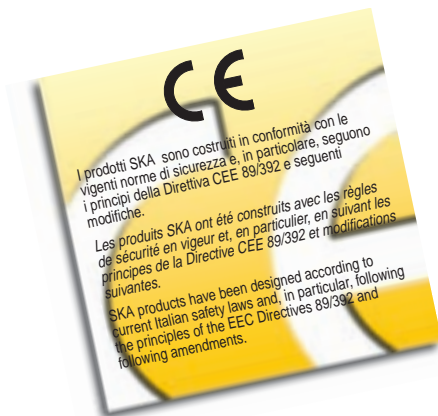 CE
I prodotti SKA sono costruiti in conformità con le
vigenti norme di sicurezza e, in particolare, seguono
i principi della Direttiva CEE 89/392 e seguenti
modifiche.
Les produits SKA ont été construits avec les règles
de sécurité en vigeur et, en particulier, en suivant les
principes de la Directive CEE 89/392 et modifications
suivantes.
SKA products have been designed according to
current Italian safety laws and, in particular, following
the principles of the EEC Directives 89/392 and
following amendments.